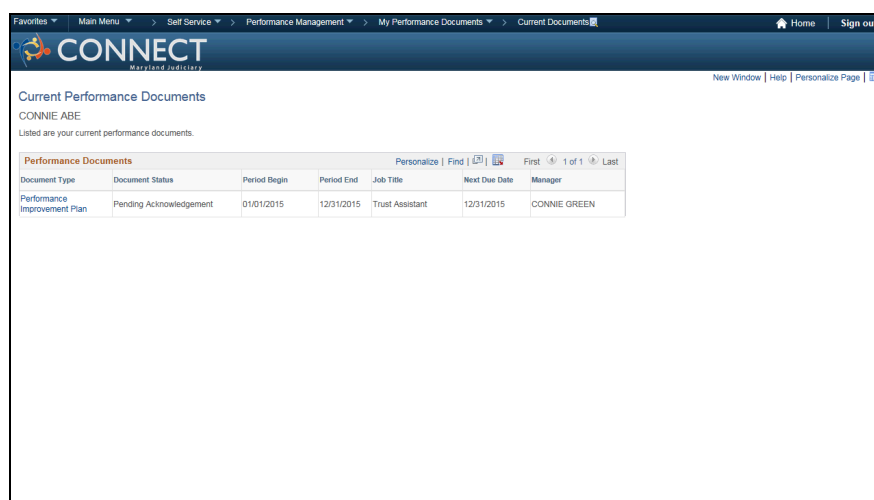 Favorites Main Menu > Self Service > Performance Management > My Performance Documents > Current Documents Home Sign ou
CONNECT
Maryland Judiciary
New Window | Help | Personalize Page |
Current Performance Documents
CONNIE ABE
Listed are your current performance documents.
Performance Documents Personalize | Find | | First 1 of 1 Last
Document Type Document Status Period Begin Period End Job Title Next Due Date Manager
Performance Improvement Plan Pending Acknowledgement 01/01/2015 12/31/2015 Trust Assistant 12/31/2015 CONNIE GREEN